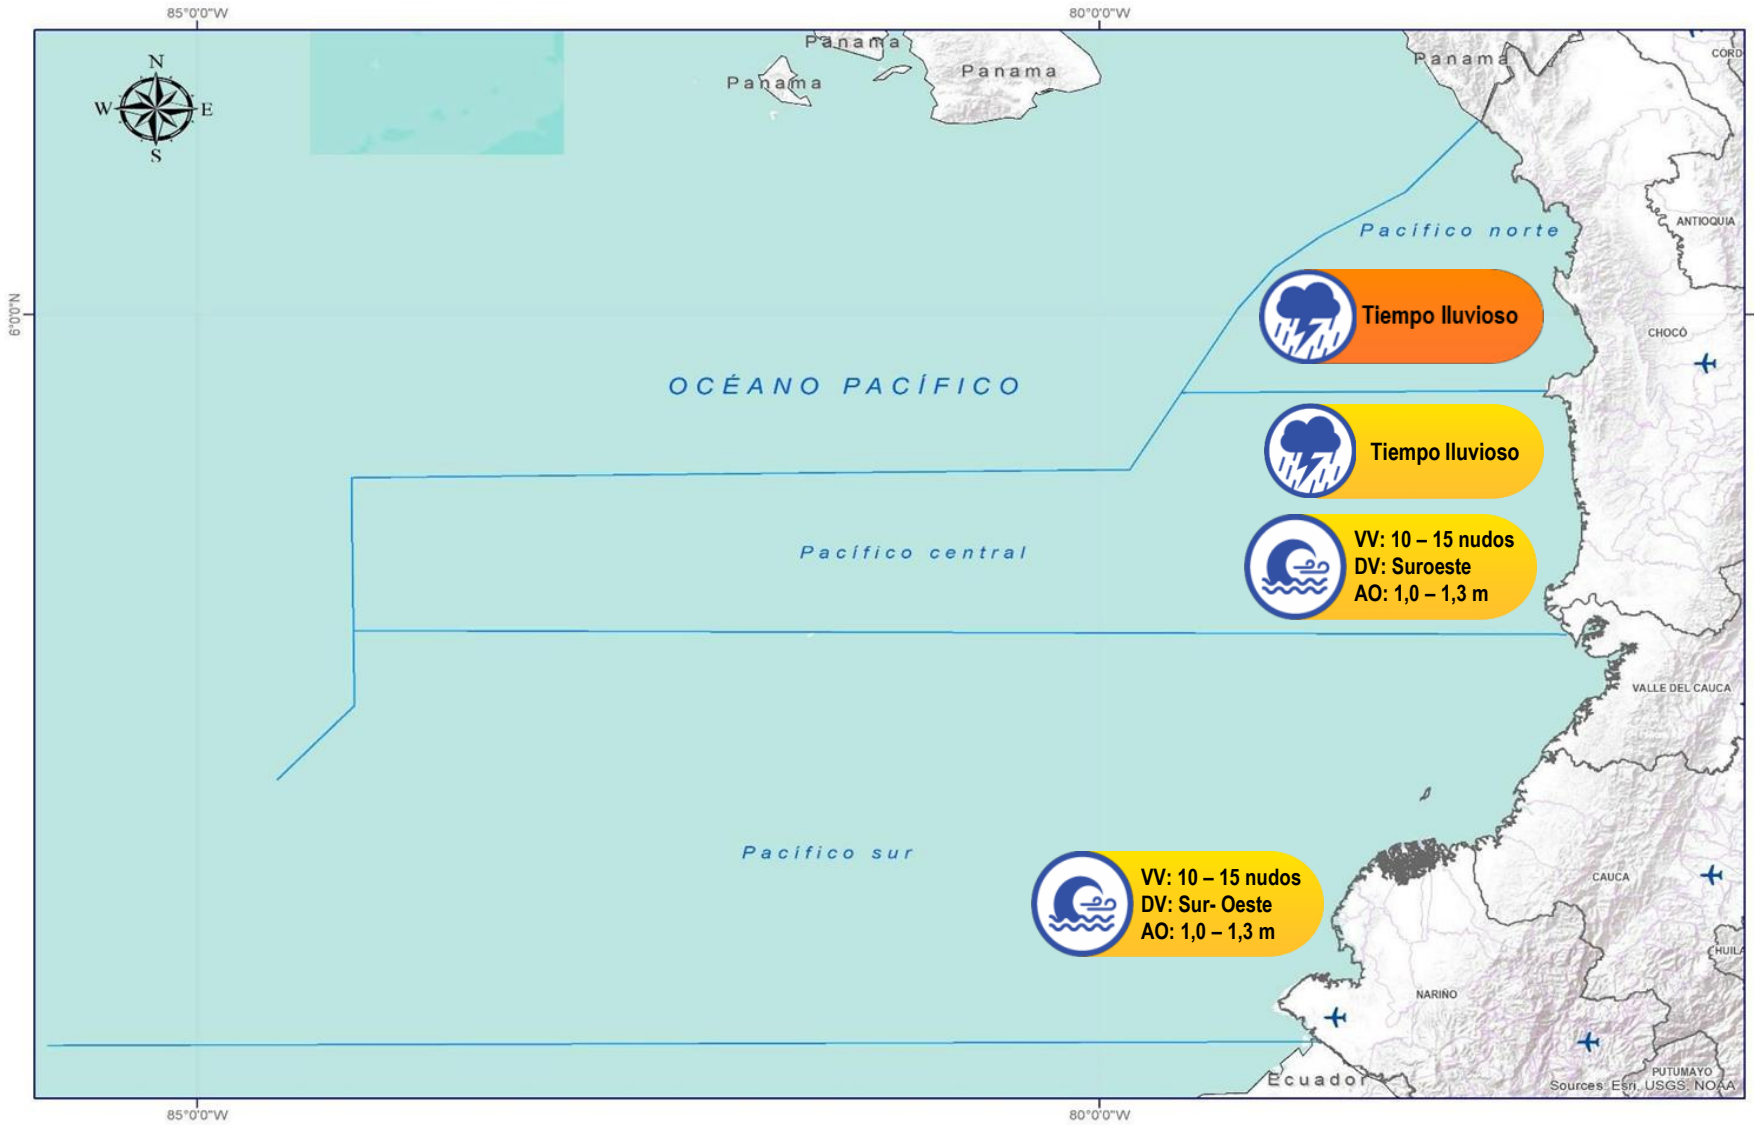 85°0'0"W
80°0'0"W
N
W
E
S
Panama
Panama
Panama
Panama
CORD
ANTIOQUIA
Pacífico norte
6°0'0"N
Tiempo lluvioso
CHOCÓ
OCÉANO PACÍFICO
Tiempo lluvioso
Pacífico central
VV: 10 – 15 nudos
DV: Suroeste
AO: 1,0 – 1,3 m
VALLE DEL CAUCA
Pacífico sur
VV: 10 – 15 nudos
DV: Sur- Oeste
AO: 1,0 – 1,3 m
CAUCA
HUILA
NARIÑO
Ecuador
PUTUMAYO
Sources: Esri, USGS, NOAA
85°0'0"W
80°0'0"W